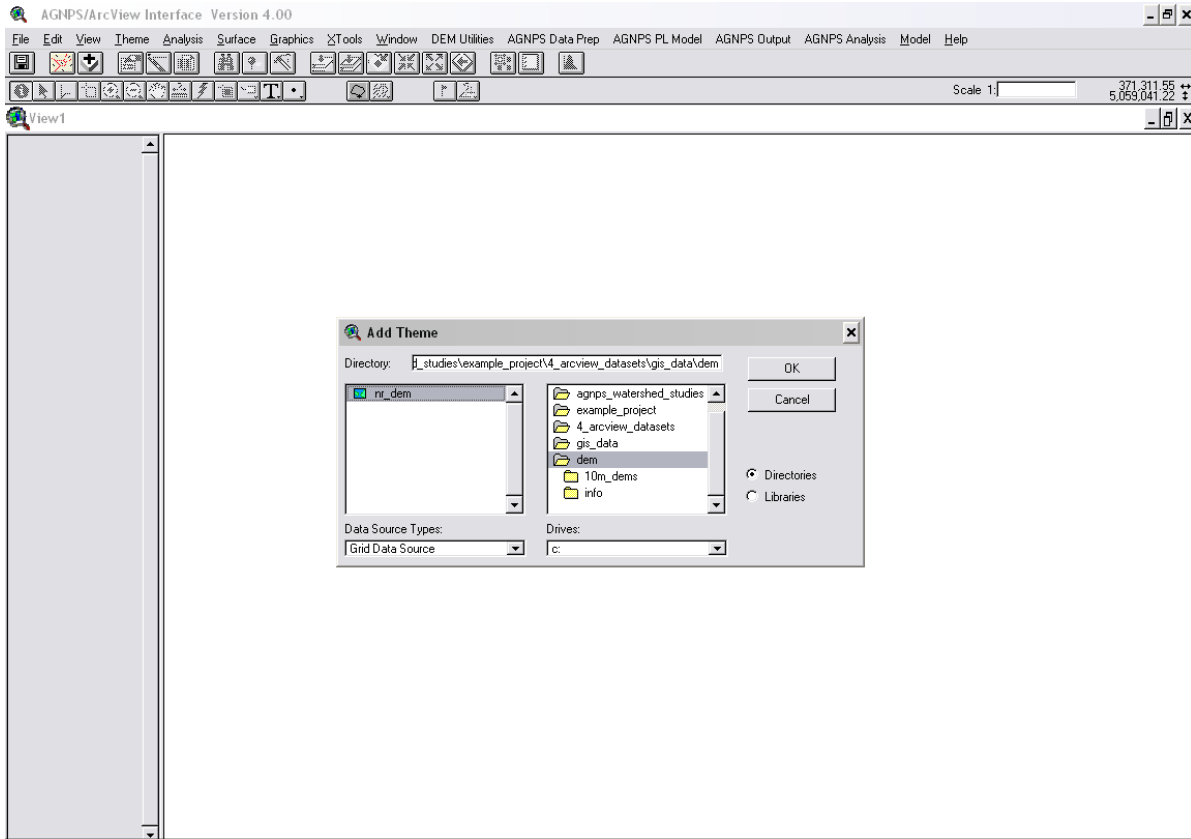 AGNPS/ArcView Interface Version 4.00
File Edit View Theme Analysis Surface Graphics XTools Window DEM Utilities AGNPS Data Prep AGNPS PL Model AGNPS Output AGNPS Analysis Model Help
T
Scale 1:
371,311.55
5,059,041.22
View1
Add Theme
Directory: d_studies\example_project\4_arcview_datasets\gis_data\dem
OK
Cancel
nr_dem
agnps_watershed_studies
example_project
4_arcview_datasets
gis_data
dem
10m_dems
info
Directories
Libraries
Data Source Types:
Drives:
Grid Data Source
c: